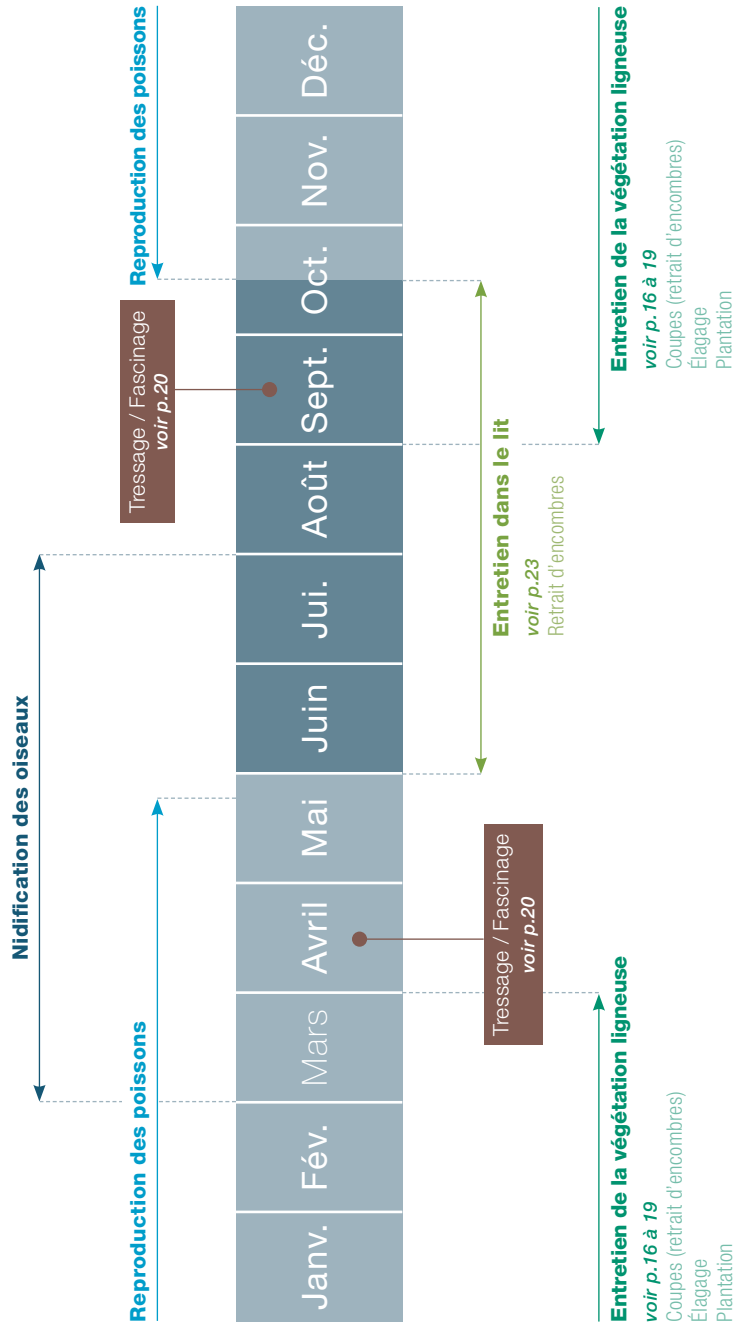 Nidification des oiseaux
Reproduction des poissons
Reproduction des poissons
Tressage / Fascinage
voir p.20
Janv.
Fév.
Mars
Avril
Mai
Juin
Jui.
Août
Sept.
Oct.
Nov.
Déc.
Tressage / Fascinage
voir p.20
Entretien dans le lit
voir p.23
Retrait d'encombres
Entretien de la végétation ligneuse
voir p.16 à 19
Coupes (retrait d'encombres)
Élagage
Plantation
Entretien de la végétation ligneuse
voir p.16 à 19
Coupes (retrait d'encombres)
Élagage
Plantation